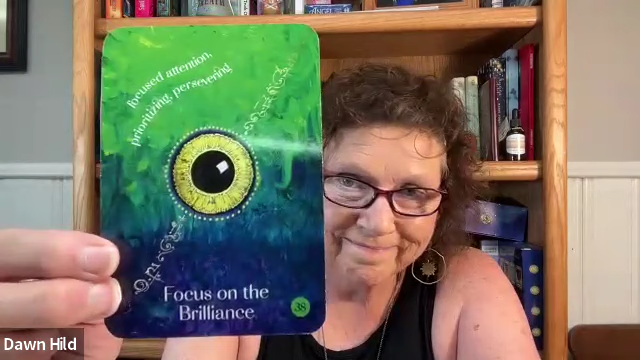 focused attention,
prioritizing, persevering
Focus on the
Brilliance
38
Dawn Hild